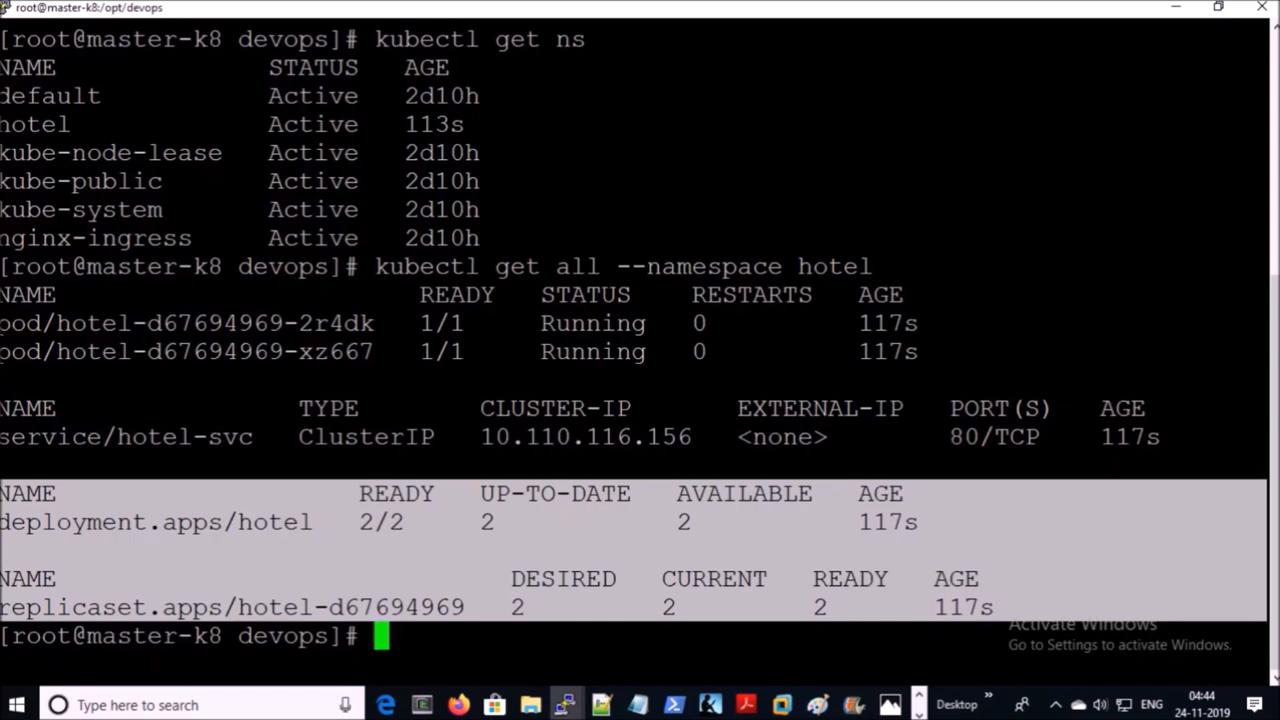 root@master-k8:/opt/devops
[root@master-k8 devops]# kubectl get ns
NAME STATUS AGE
default Active 2d10h
hotel Active 113s
kube-node-lease Active 2d10h
kube-public Active 2d10h
kube-system Active 2d10h
nginx-ingress Active 2d10h
[root@master-k8 devops]# kubectl get all --namespace hotel
NAME READY STATUS RESTARTS AGE
pod/hotel-d67694969-2r4dk 1/1 Running 0 117s
pod/hotel-d67694969-xz667 1/1 Running 0 117s
NAME TYPE CLUSTER-IP EXTERNAL-IP PORT(S) AGE
service/hotel-svc ClusterIP 10.110.116.156 <none> 80/TCP 117s
NAME READY UP-TO-DATE AVAILABLE AGE
deployment.apps/hotel 2/2 2 2 117s
NAME DESIRED CURRENT READY AGE
replicaset.apps/hotel-d67694969 2 2 2 117s
[root@master-k8 devops]#
Activate Windows
Go to Settings to activate Windows.
Type here to search
Desktop
ENG
04:44
24-11-2019